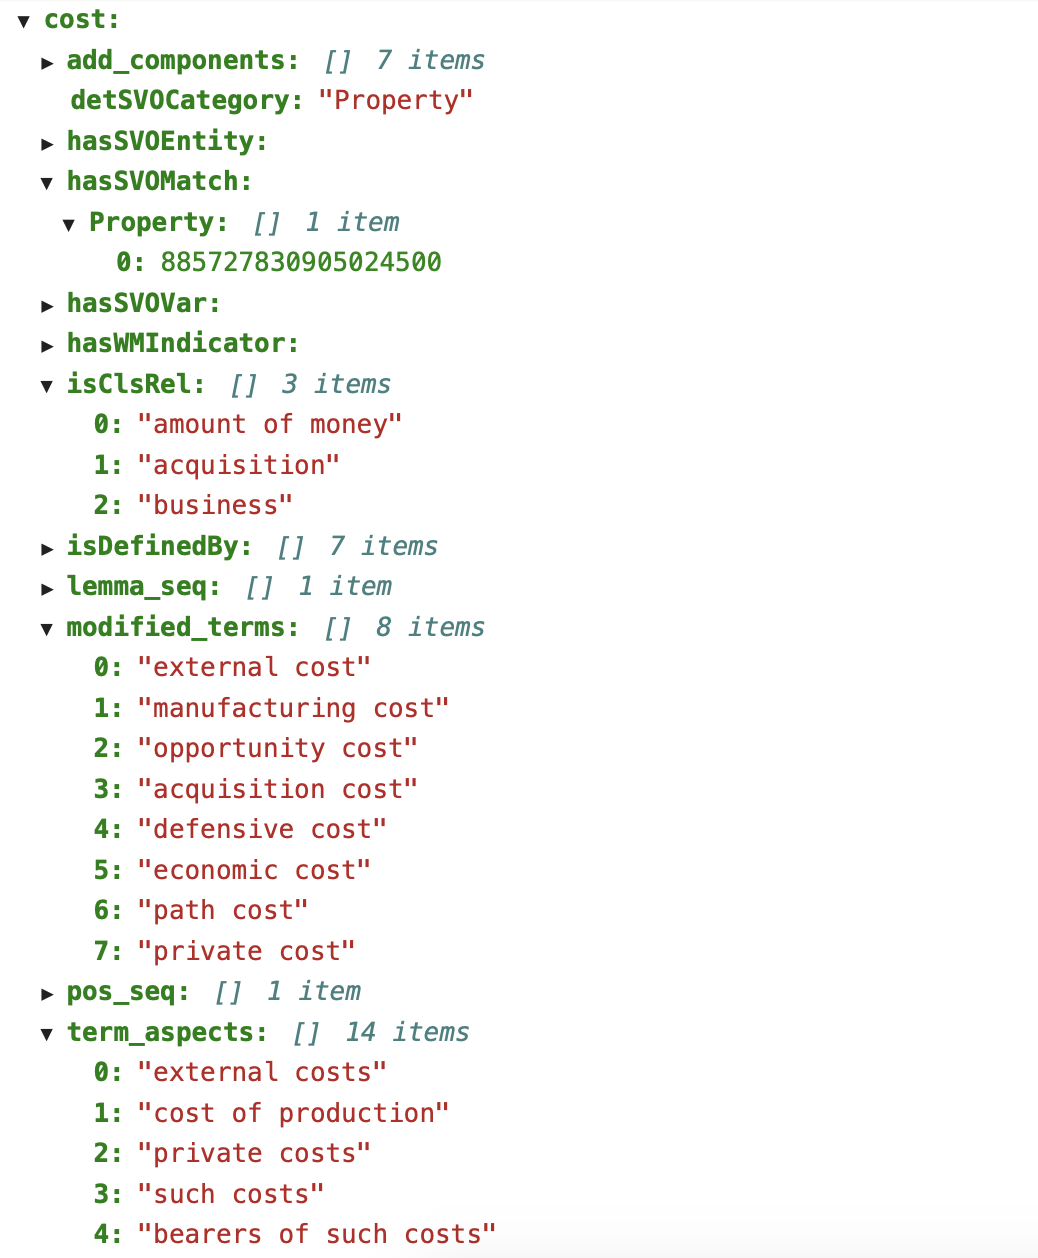 ▼ cost:
▶ add_components: [] 7 items
detSVOCategory: "Property"
▶ hasSVOEntity:
▼ hasSVOMatch:
▼ Property: [] 1 item
0: 885727830905024500
▶ hasSVOVar:
▶ hasWMIndicator:
▼ isClsRel: [] 3 items
0: "amount of money"
1: "acquisition"
2: "business"
▶ isDefinedBy: [] 7 items
▶ lemma_seq: [] 1 item
▼ modified_terms: [] 8 items
0: "external cost"
1: "manufacturing cost"
2: "opportunity cost"
3: "acquisition cost"
4: "defensive cost"
5: "economic cost"
6: "path cost"
7: "private cost"
▶ pos_seq: [] 1 item
▼ term_aspects: [] 14 items
0: "external costs"
1: "cost of production"
2: "private costs"
3: "such costs"
4: "bearers of such costs"